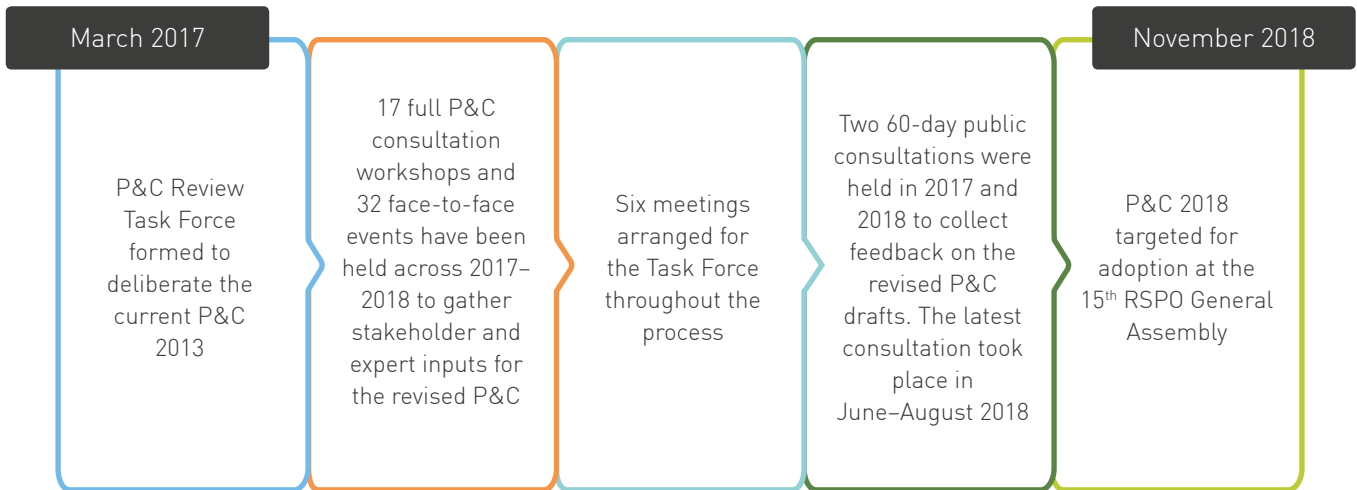 March 2017
November 2018
P&C Review
Task Force
formed to
deliberate the
current P&C
2013
17 full P&C
consultation
workshops and
32 face-to-face
events have been
held across 2017–
2018 to gather
stakeholder and
expert inputs for
the revised P&C
Six meetings
arranged for
the Task Force
throughout the
process
Two 60-day public
consultations were
held in 2017 and
2018 to collect
feedback on the
revised P&C
drafts. The latest
consultation took
place in
June–August 2018
P&C 2018
targeted for
adoption at the
15th RSPO General
Assembly